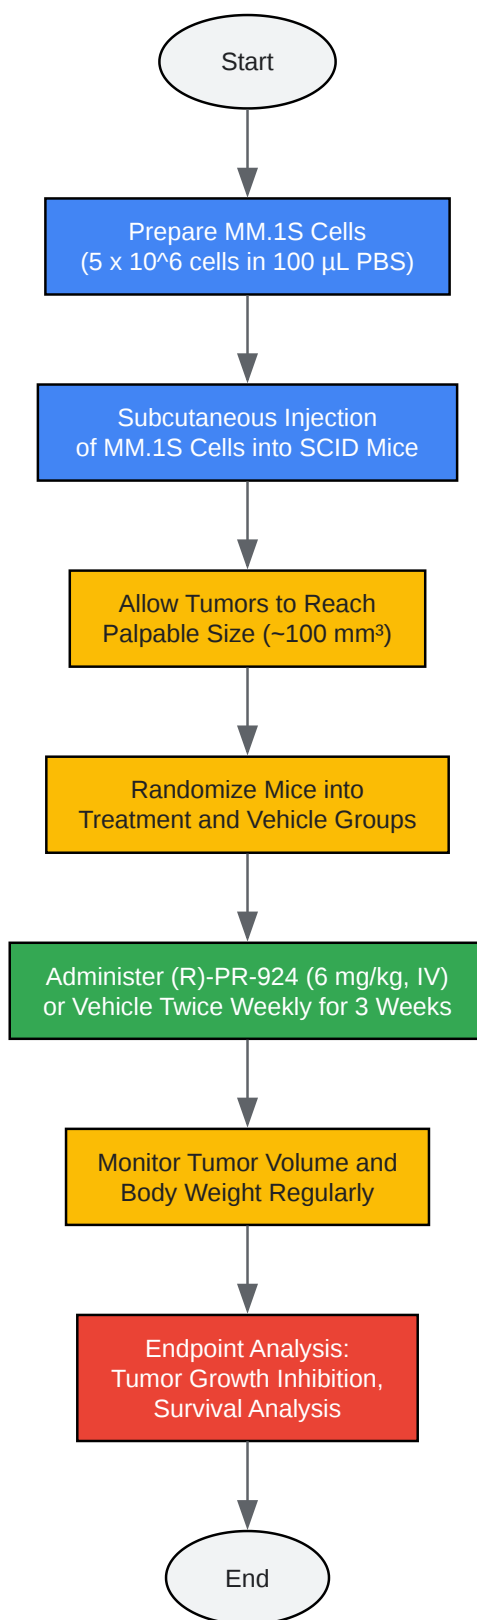 Start
Prepare MM.1S Cells
(5 x 10^6 cells in 100 µL PBS)
Subcutaneous Injection
of MM.1S Cells into SCID Mice
Allow Tumors to Reach
Palpable Size (~100 mm³)
Randomize Mice into
Treatment and Vehicle Groups
Administer (R)-PR-924 (6 mg/kg, IV)
or Vehicle Twice Weekly for 3 Weeks
Monitor Tumor Volume and
Body Weight Regularly
Endpoint Analysis:
Tumor Growth Inhibition,
Survival Analysis
End